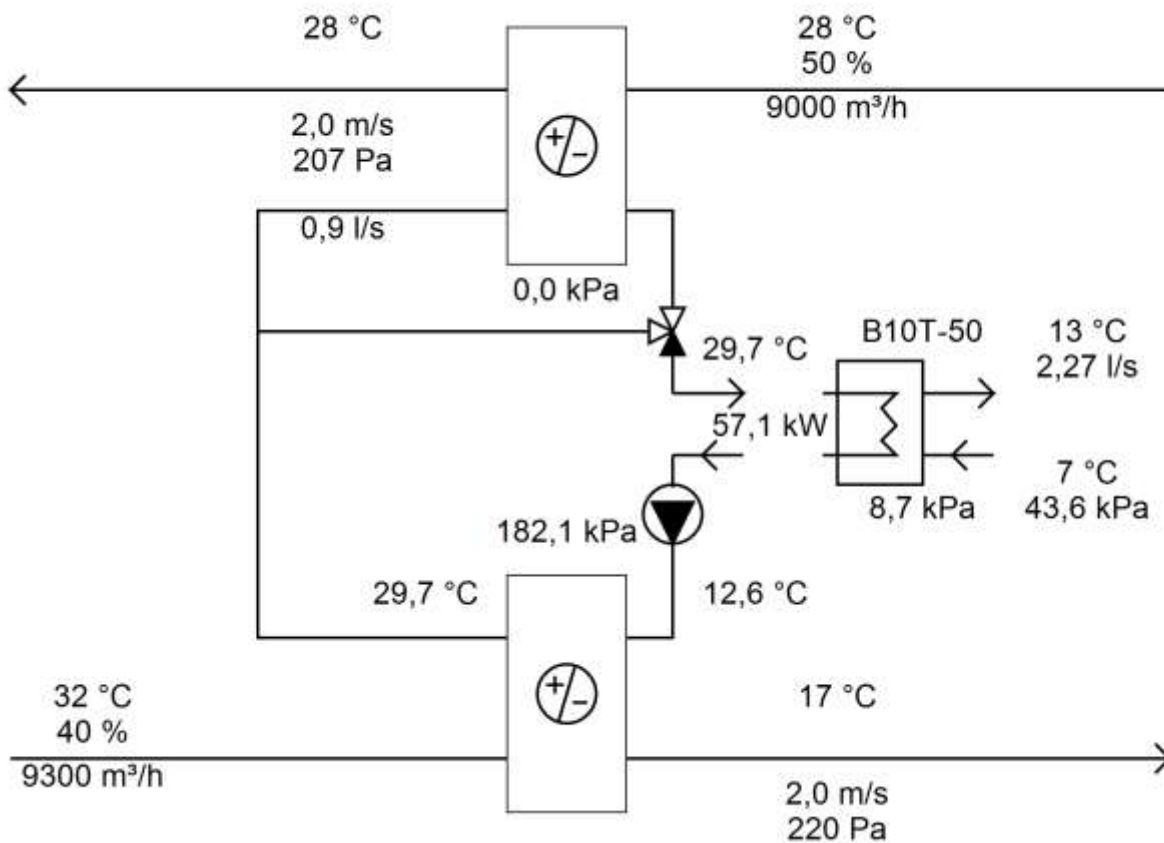 28 °C
28 °C
50 %
9000 m³/h
2,0 m/s
207 Pa
+/-
0,9 l/s
0,0 kPa
29,7 °C
B10T-50
13 °C
2,27 l/s
57,1 kW
7 °C
43,6 kPa
8,7 kPa
182,1 kPa
29,7 °C
12,6 °C
+/-
32 °C
40 %
9300 m³/h
17 °C
2,0 m/s
220 Pa